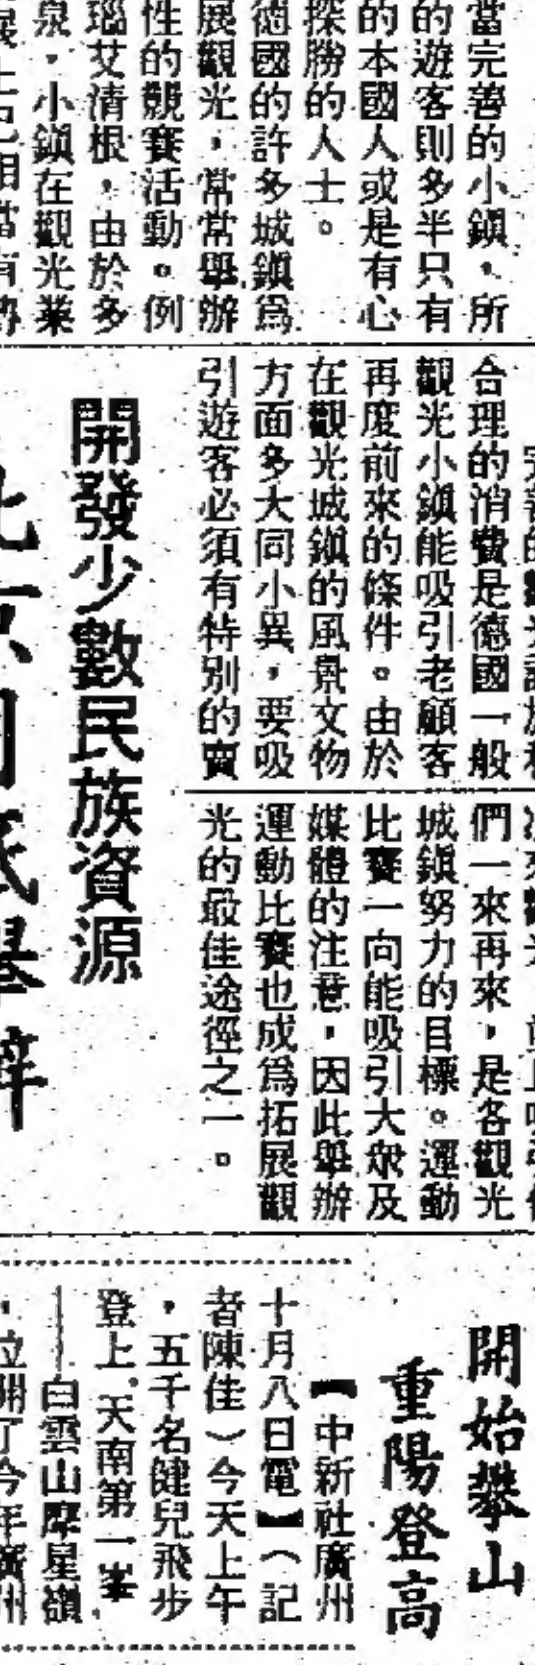 當完善的小鎮，所
的遊客則多半只有
的本國人或是有心
探勝的人士。
德國的許多城鎮爲
展觀光，常常舉辦
性的競賽活動。例
瑙艾清根，由於多
泉，小鎮在觀光業
合理的消費是德國一般
觀光小鎮能吸引老顧客
再度前來的條件。由於
在觀光城鎮的風景文物
方面多大同小異，要吸
引遊客必須有特別的賣
們一來再來，是各觀光
城鎮努力的目標。運動
比賽一向能吸引大衆及
媒體的注意，因此舉辦
運動比賽也成爲拓展觀
光的最佳途徑之一。
開發少數民族資源
開始攀山
重陽登高
【中新社廣州
十月八日電】（記
者陳佳）今天上午
，五千名健兒飛步
登上天南第一峯
——白雲山摩星嶺